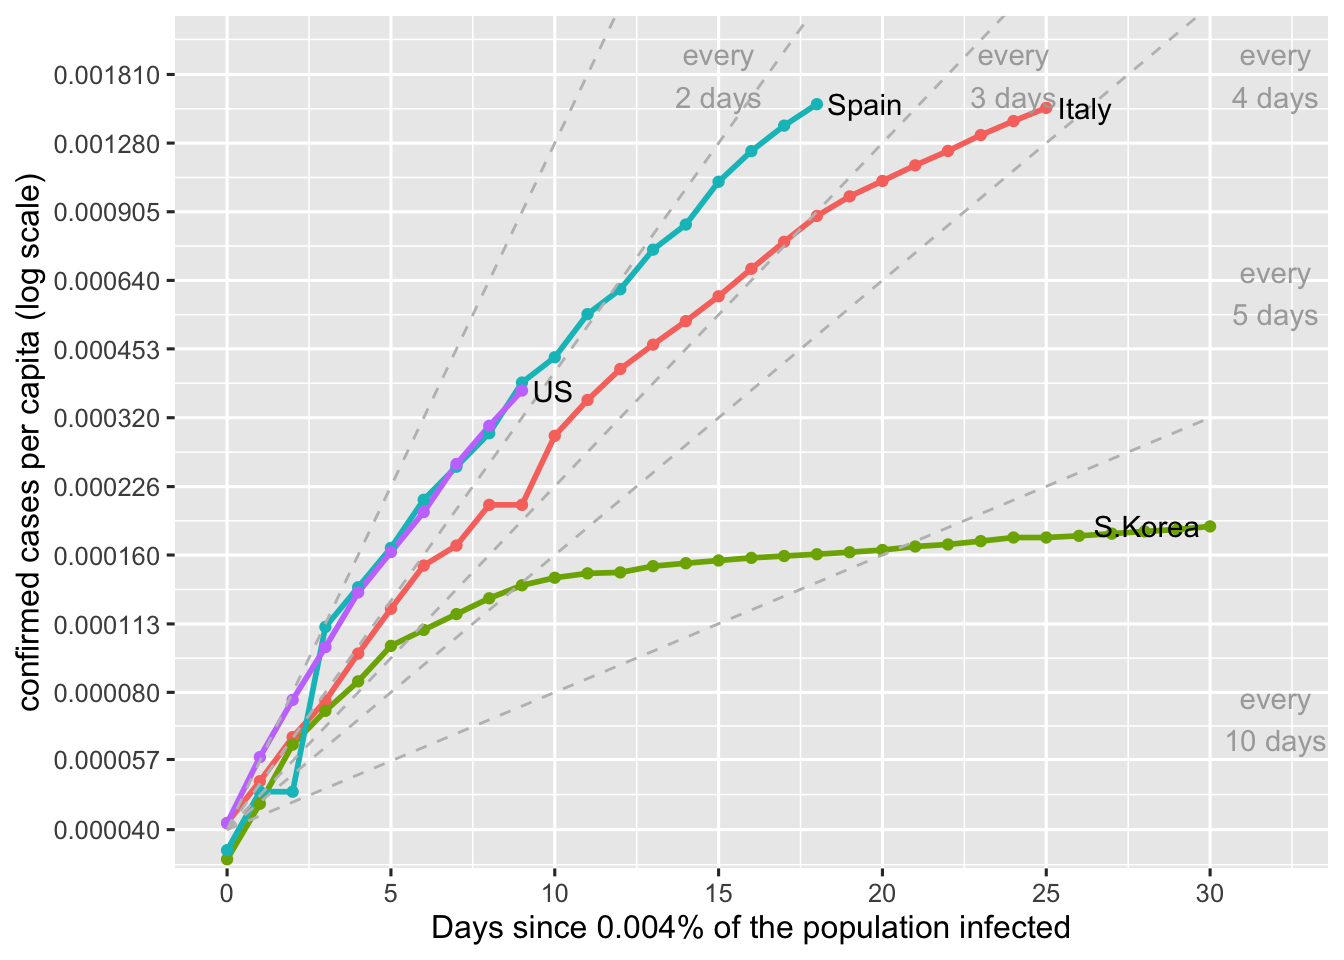 confirmed cases per capita (log scale)
0.001810
0.001280
0.000905
0.000640
0.000453
0.000320
0.000226
0.000160
0.000113
0.000080
0.000057
0.000040
every
2 days
every
3 days
every
4 days
Spain
Italy
every
5 days
US
S.Korea
every
10 days
0 5 10 15 20 25 30
Days since 0.004% of the population infected